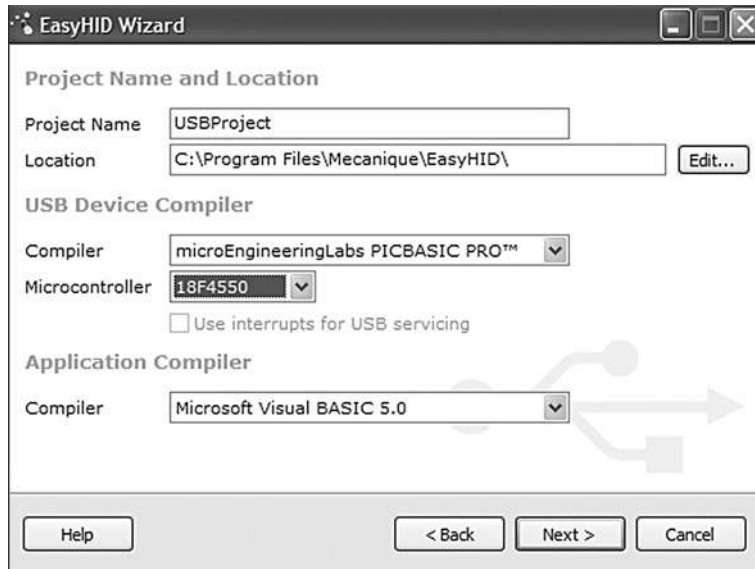 EasyHID Wizard
Project Name and Location
Project Name USBProject
Location C:\Program Files\Mecanique\EasyHID\ Edit...
USB Device Compiler
Compiler microEngineeringLabs PICBASIC PRO™
Microcontroller 18F4550
Use interrupts for USB servicing
Application Compiler
Compiler Microsoft Visual BASIC 5.0
Help < Back Next > Cancel